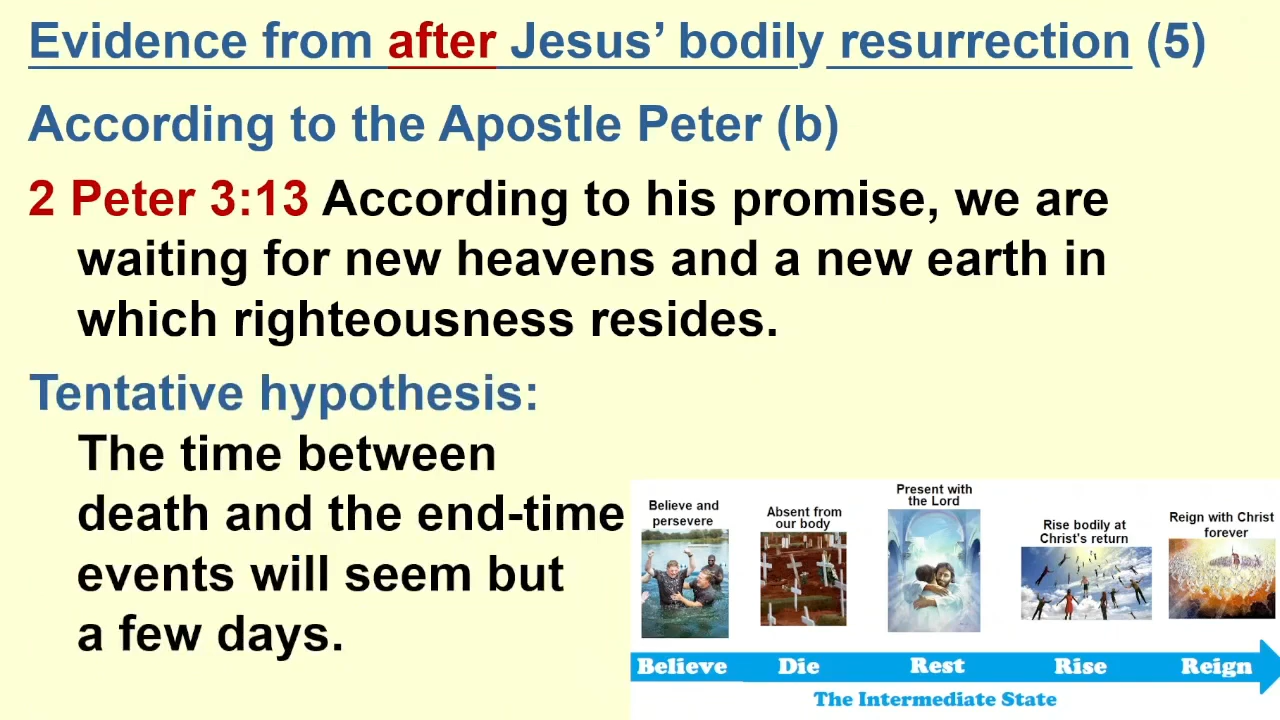 Evidence from after Jesus’ bodily resurrection (5)
According to the Apostle Peter (b)
2 Peter 3:13 According to his promise, we are
waiting for new heavens and a new earth in
which righteousness resides.
Tentative hypothesis:
The time between
death and the end-time
events will seem but
a few days.
Believe and
persevere
Absent from
our body
Present with
the Lord
Rise bodily at
Christ's return
Reign with Christ
forever
Believe Die Rest Rise Reign
The Intermediate State